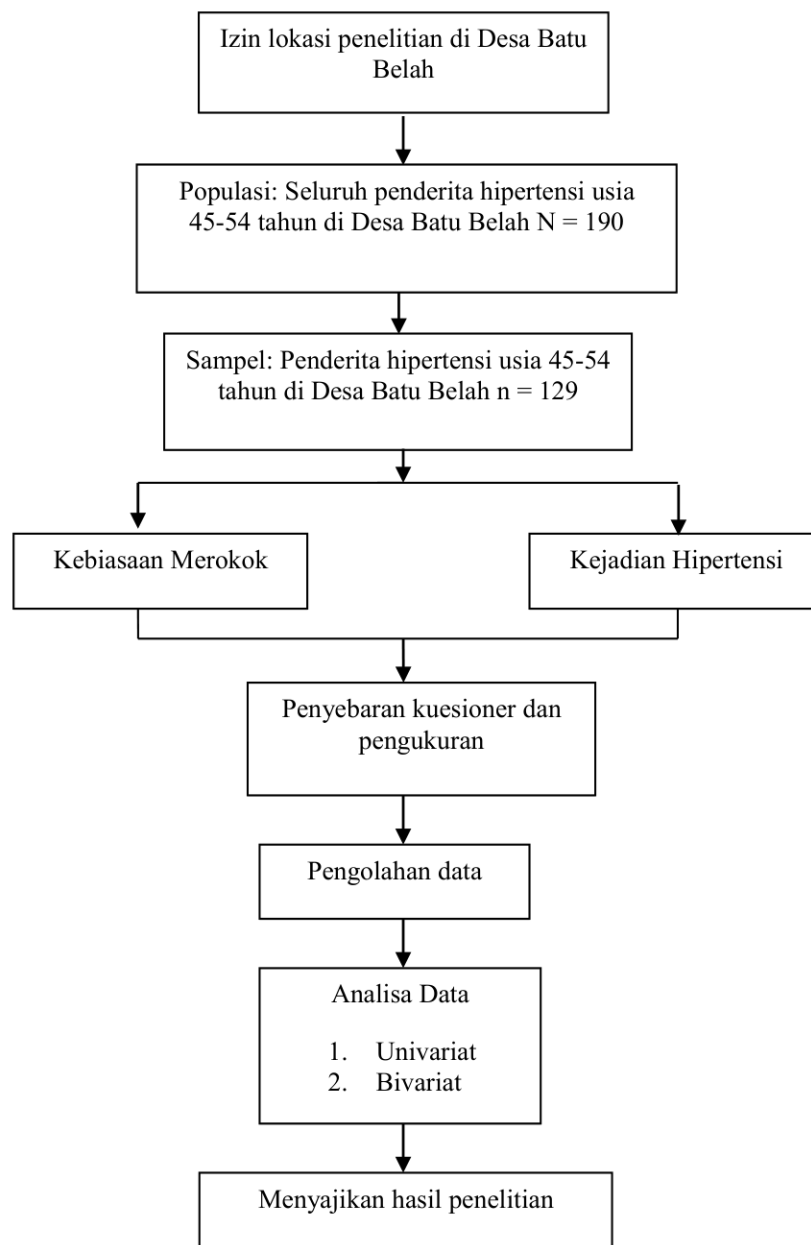 Izin lokasi penelitian di Desa Batu
Belah
Populasi: Seluruh penderita hipertensi usia
45-54 tahun di Desa Batu Belah N = 190
Sampel: Penderita hipertensi usia 45-54
tahun di Desa Batu Belah n = 129
Kebiasaan Merokok
Kejadian Hipertensi
Penyebaran kuesioner dan
pengukuran
Pengolahan data
Analisa Data
1. Univariat
2. Bivariat
Menyajikan hasil penelitian